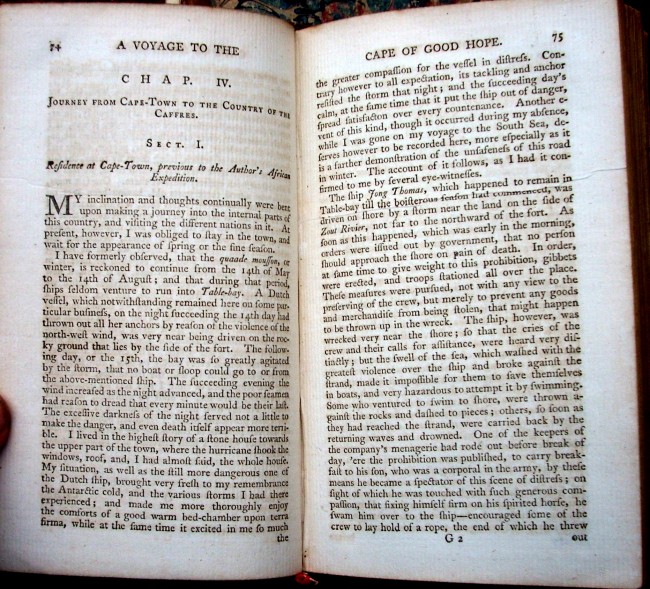 74 A VOYAGE TO THE
CHAP. IV.
JOURNEY FROM CAPE-TOWN TO THE COUNTRY OF THE
CAFFRES.
SECT. I.
Residence at Cape-Town, previous to the Author's African
Expedition.
MY inclination and thoughts continually were bent
upon making a journey into the internal parts of
this country, and viſiting the different nations in it. At
preſent, however, I was obliged to ſtay in the town, and
wait for the appearance of ſpring or the fine ſeaſon.
I have formerly obſerved, that the quaade mouſſon, or
winter, is reckoned to continue from the 14th of May
to the 14th of Auguſt; and that during that period,
ſhips ſeldom venture to run into Table-bay. A Dutch
veſſel, which notwithſtanding remained here on ſome par-
ticular buſineſs, on the night ſucceeding the 14th day had
thrown out all her anchors by reaſon of the violence of the
north-weſt wind, was very near being driven on the roc-
ky ground that lies by the ſide of the fort. The follow-
ing day, or the 15th, the bay was ſo greatly agitated
by the ſtorm, that no boat or ſloop could go to or from
the above-mentioned ſhip. The ſucceeding evening the
wind increaſed as the night advanced, and the poor ſeamen
had reaſon to dread that every minute would be their laſt.
The exceſſive darkneſs of the night ſerved not a little to
make the danger, and even death itſelf appear more terri-
ble. I lived in the higheſt ſtory of a ſtone houſe towards
the upper part of the town, where the hurricane ſhook the
windows, roof, and, I had almoſt ſaid, the whole houſe.
My ſituation, as well as the ſtill more dangerous one of
the Dutch ſhip, brought very freſh to my remembrance
the Antarctic cold, and the various ſtorms I had there
experienced; and made me more thoroughly enjoy
the comforts of a good warm bed-chamber upon terra
firma, while at the ſame time it excited in me ſo much
the
CAPE OF GOOD HOPE. 75
the greater compaſſion for the veſſel in diſtreſs. Con-
trary however to all expectation, its tackling and anchor
reſiſted the ſtorm that night; and the ſucceeding day's
calm, at the ſame time that it put the ſhip out of danger,
ſpread ſatisfaction over every countenance. Another e-
vent of this kind, though it occurred during my abſence,
while I was gone on my voyage to the South Sea, de-
ſerves however to be recorded here, more eſpecially as it
is a farther demonſtration of the unſafeneſs of this road
in winter. The account of it follows, as I had it con-
firmed to me by ſeveral eye-witneſſes.
The ſhip Jong Thomas, which happened to remain in
Table-bay till the boiſterous ſeaſon had commenced, was
driven on ſhore by a ſtorm near the land on the ſide of
Zout Rivier, not far to the northward of the fort. As
ſoon as this happened, which was early in the morning,
orders were iſſued out by government, that no perſon
ſhould approach the ſhore on pain of death. In order,
at ſame time to give weight to this prohibition, gibbets
were erected, and troops ſtationed all over the place.
Theſe meaſures were purſued, not with any view to the
preſerving of the crew, but merely to prevent any goods
and merchandiſe from being ſtolen, that might happen
to be thrown up in the wreck. The ſhip, however, was
wrecked very near the ſhore; ſo that the cries of the
crew and their calls for aſſiſtance, were heard very diſ-
tinctly; but the ſwell of the ſea, which waſhed with the
greateſt violence over the ſhip and broke againſt the
ſtrand, made it impoſſible for them to ſave themſelves
in boats, and very hazardous to attempt it by ſwimming.
Some who ventured to ſwim to ſhore, were thrown a-
gainſt the rocks and daſhed to pieces; others, ſo ſoon as
they had reached the ſtrand, were carried back by the
returning waves and drowned. One of the keepers of
the company's menagerie had rode out before break of
day, 'ere the prohibition was publiſhed, to carry break-
faſt to his ſon, who was a corporal in the army, by theſe
means he became a ſpectator of this ſcene of diſtreſs; on
ſight of which he was touched with ſuch generous com-
paſſion, that fixing himſelf firm on his ſpirited horſe, he
ſwam him over to the ſhip—encouraged ſome of the
crew to lay hold of a rope, the end of which he threw
G 2 out